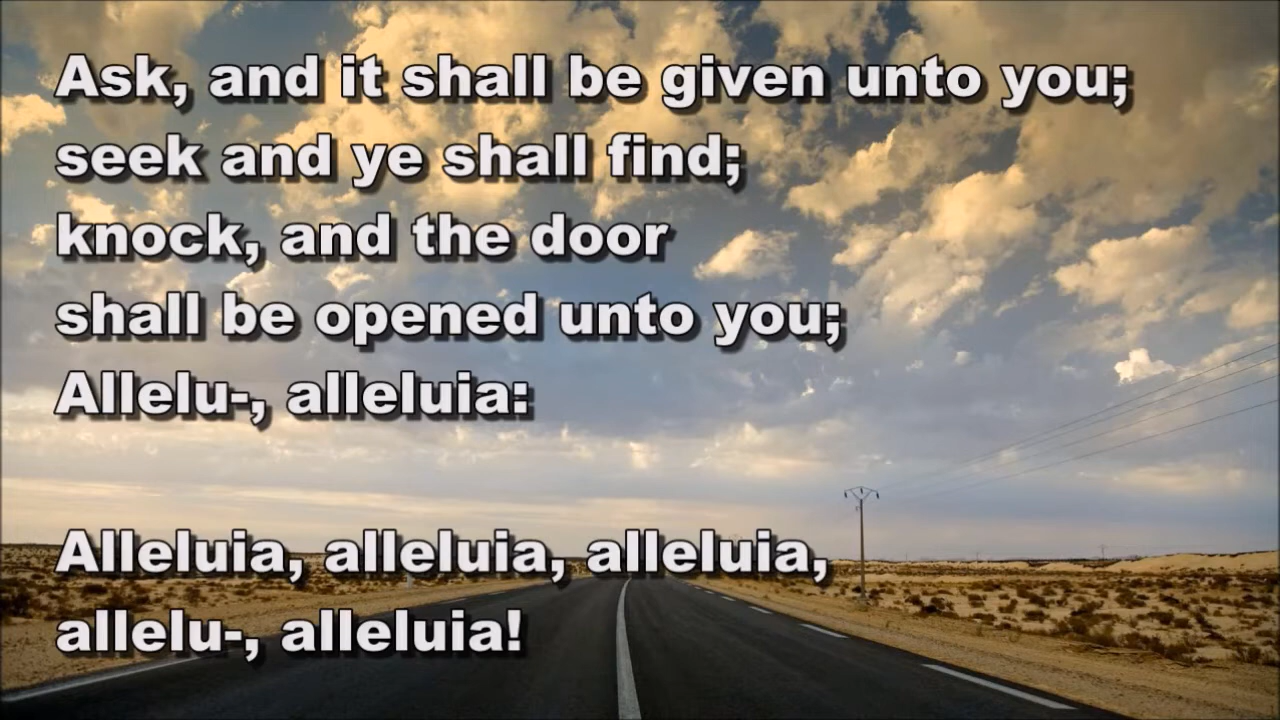 Ask, and it shall be given unto you;
seek and ye shall find;
knock, and the door
shall be opened unto you;
Allelu-, alleluia:
Alleluia, alleluia, alleluia,
allelu-, alleluia!